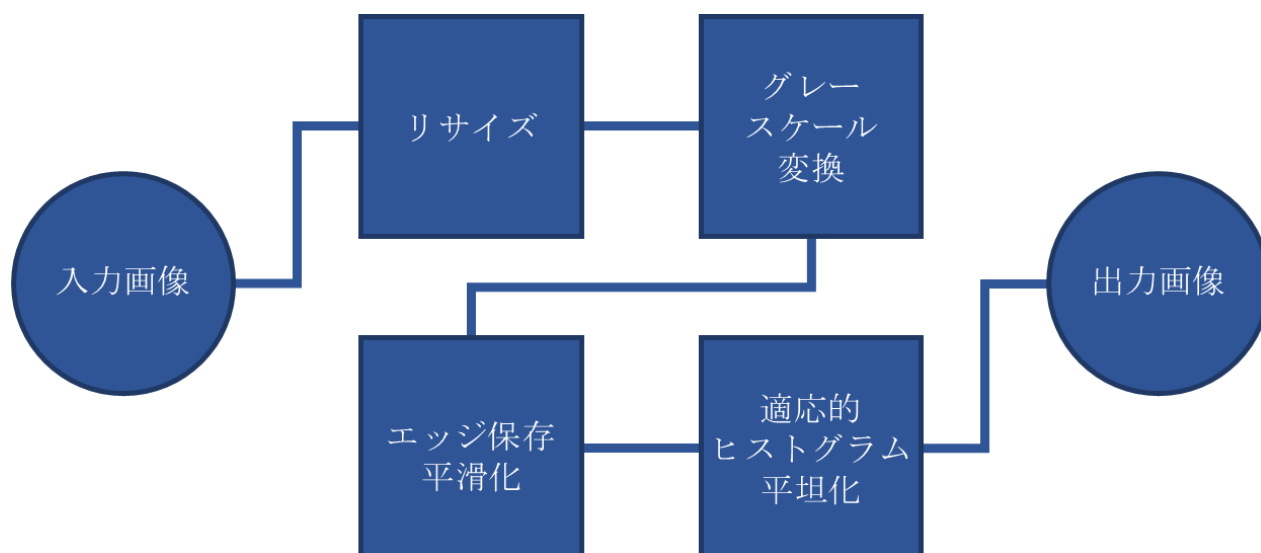 入力画像
リサイズ
グレー
スケール
変換
エッジ保存
平滑化
適応的
ヒストグラム
平坦化
出力画像